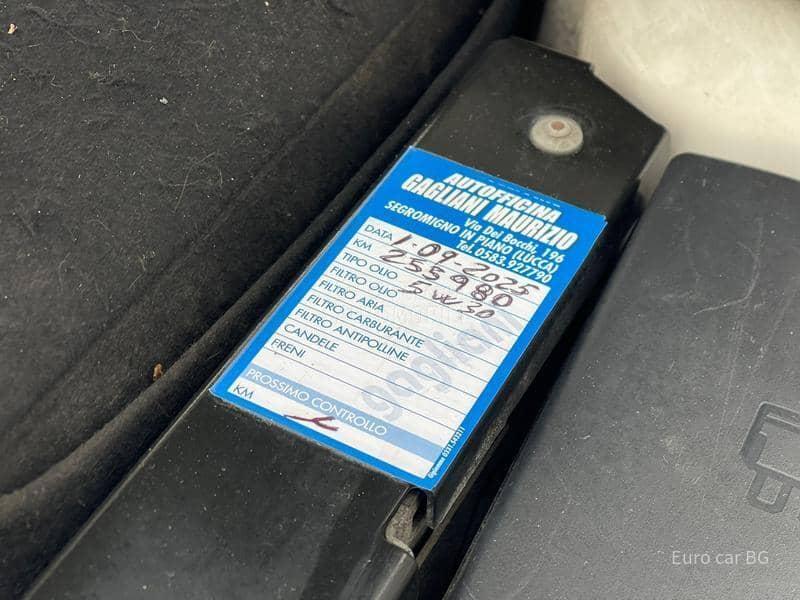 AUTOFFICINA
GAGLIANI MAURIZIO
Via Dei Bocchi, 196
SEGROMIGNO IN PIANO (LUCCA)
Tel. 0583.927790
DATA 1-09-2025
KM 255980
TIPO OLIO 5W30
FILTRO OLIO
FILTRO ARIA
FILTRO CARBURANTE
FILTRO ANTIPOLLINE
CANDELE
FRENI
gagliani
PROSSIMO CONTROLLO
KM
Euro car BG